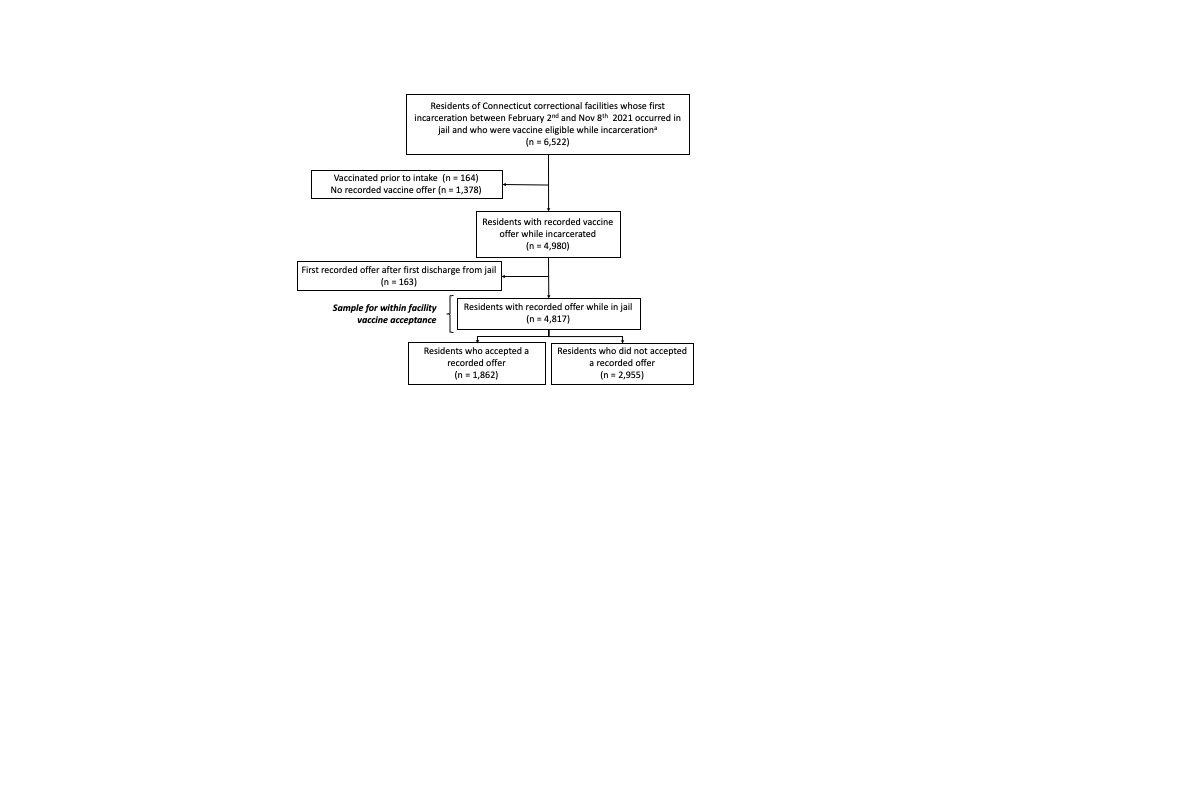 Residents of Connecticut correctional facilities whose first
incarceration between February 2nd and Nov 8th 2021 occurred in
jail and who were vaccine eligible while incarcerationa
(n = 6,522)
Vaccinated prior to intake (n = 164)
No recorded vaccine offer (n = 1,378)
Residents with recorded vaccine
offer while incarcerated
(n = 4,980)
First recorded offer after first discharge from jail
(n = 163)
Sample for within facility
vaccine acceptance
Residents with recorded offer while in jail
(n = 4,817)
Residents who accepted a
recorded offer
(n = 1,862)
Residents who did not accepted
a recorded offer
(n = 2,955)